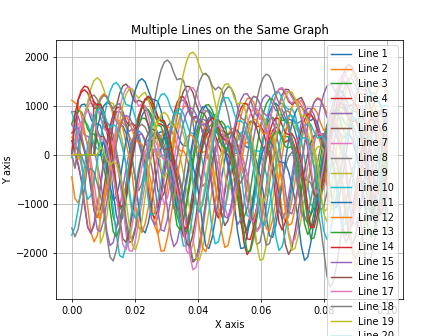 Multiple Lines on the Same Graph
2000
1000
0
−1000
−2000
Y axis
0.00
0.02
0.04
0.06
X axis
Line 1
Line 2
Line 3
Line 4
Line 5
Line 6
Line 7
Line 8
Line 9
Line 10
Line 11
Line 12
Line 13
Line 14
Line 15
Line 16
Line 17
Line 18
Line 19
Line 20